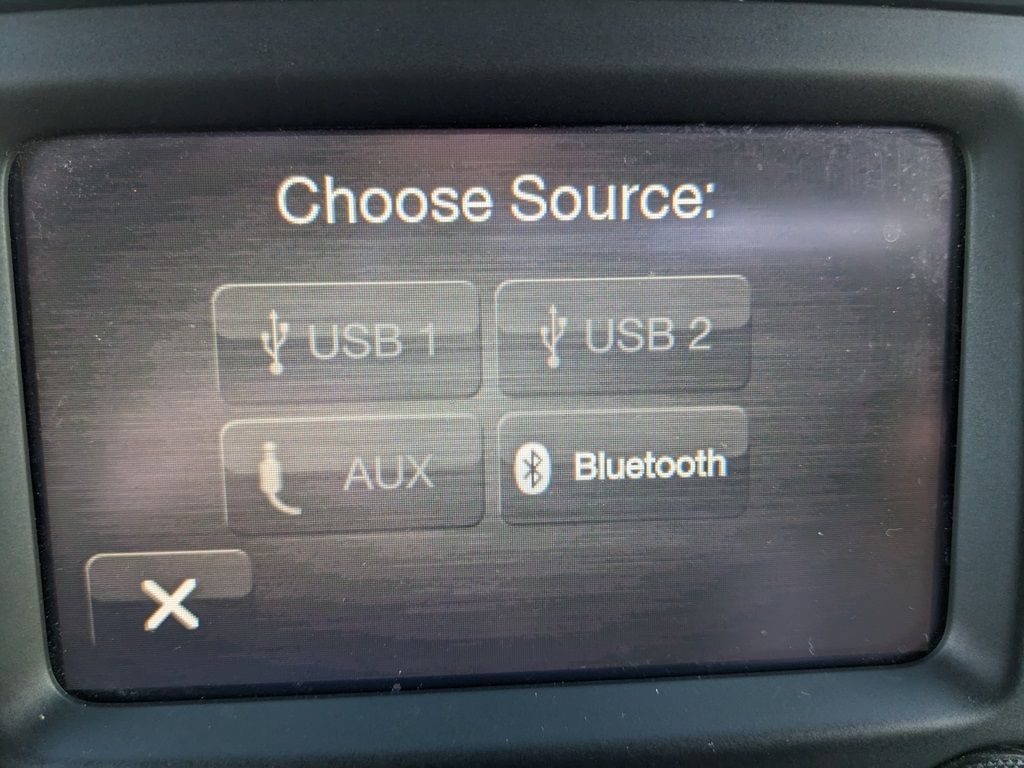 Choose Source:
USB 1
USB 2
AUX
Bluetooth